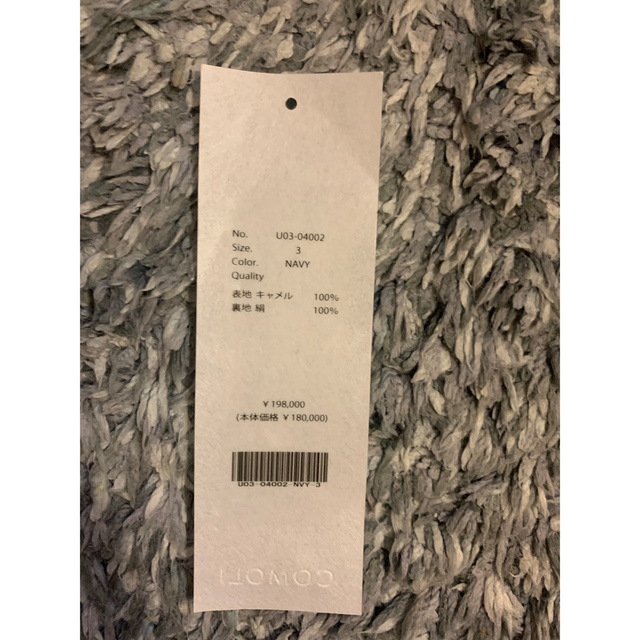 No. U03-04002
Size. 3
Color. NAVY
Quality
表地 キャメル 100%
裏地 絹 100%
¥198,000
(本体価格 ¥180,000)
U03-04002-NVY-3
COMOLI